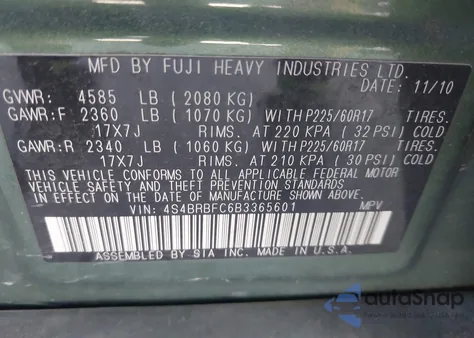 MFD BY FUJI HEAVY INDUSTRIES LTD.
DATE: 11/10
GVWR: 4585 LB ( 2080 KG)
GAWR:F 2360 LB ( 1070 KG) WITH P225/60R17 TIRES.
17X7J RIMS. AT 220 KPA ( 32 PSI) COLD
GAWR:R 2340 LB ( 1060 KG) WITH P225/60R17 TIRES.
17X7J RIMS. AT 210 KPA ( 30 PSI) COLD
THIS VEHICLE CONFORMS TO ALL APPLICABLE FEDERAL MOTOR
VEHICLE SAFETY AND THEFT PREVENTION STANDARDS IN
EFFECT ON THE DATE OF MANUFACTURE SHOWN ABOVE.
VIN: 4S4BRBFC6B3365601 MPV
ASSEMBLED BY SIA INC. MADE IN U.S.A.
autoSnap